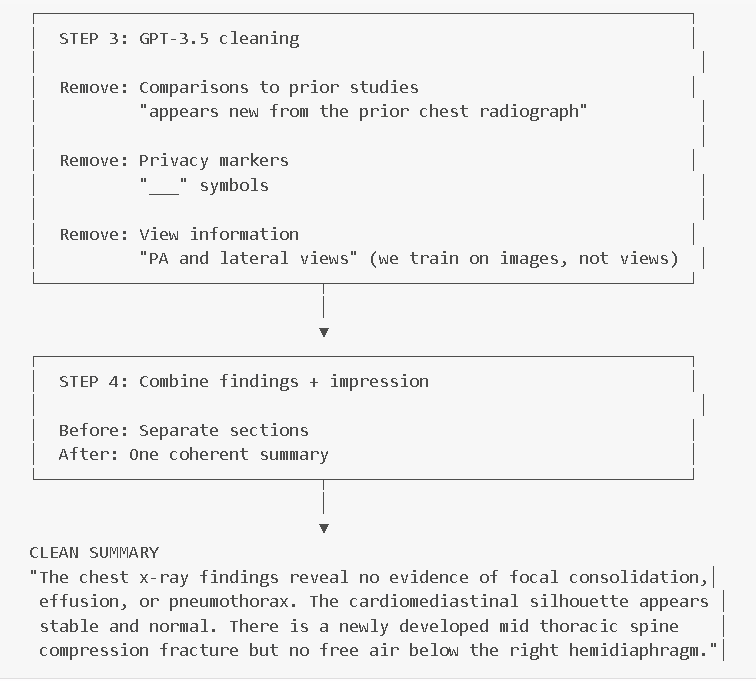 STEP 3: GPT-3.5 cleaning
Remove: Comparisons to prior studies
"appears new from the prior chest radiograph"
Remove: Privacy markers
"___" symbols
Remove: View information
"PA and lateral views" (we train on images, not views)
STEP 4: Combine findings + impression
Before: Separate sections
After: One coherent summary
CLEAN SUMMARY
"The chest x-ray findings reveal no evidence of focal consolidation,
effusion, or pneumothorax. The cardiomediastinal silhouette appears
stable and normal. There is a newly developed mid thoracic spine
compression fracture but no free air below the right hemidiaphragm."